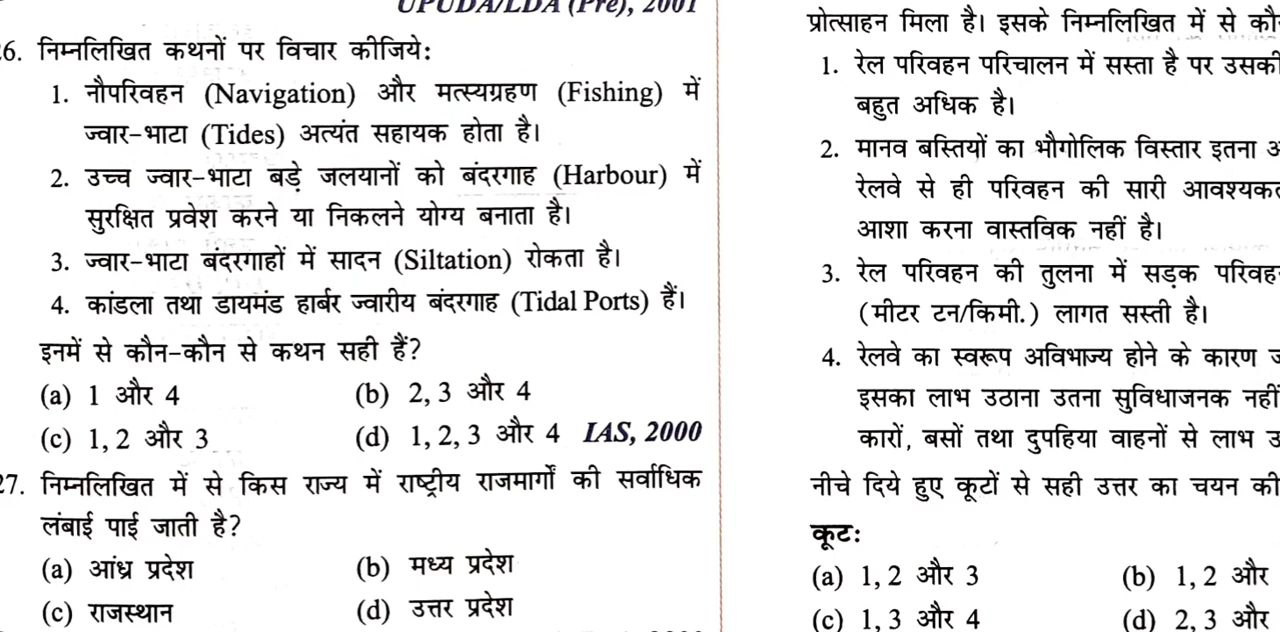 UPUDA/LDA (Pre), 2001
26. निम्नलिखित कथनों पर विचार कीजिये:
1. नौपरिवहन (Navigation) और मत्स्यग्रहण (Fishing) में
ज्वार-भाटा (Tides) अत्यंत सहायक होता है।
2. उच्च ज्वार-भाटा बड़े जलयानों को बंदरगाह (Harbour) में
सुरक्षित प्रवेश करने या निकलने योग्य बनाता है।
3. ज्वार-भाटा बंदरगाहों में सादन (Siltation) रोकता है।
4. कांडला तथा डायमंड हार्बर ज्वारीय बंदरगाह (Tidal Ports) हैं।
इनमें से कौन-कौन से कथन सही हैं?
(a) 1 और 4 (b) 2, 3 और 4
(c) 1, 2 और 3 (d) 1, 2, 3 और 4 IAS, 2000
27. निम्नलिखित में से किस राज्य में राष्ट्रीय राजमार्गों की सर्वाधिक
लंबाई पाई जाती है?
(a) आंध्र प्रदेश (b) मध्य प्रदेश
(c) राजस्थान (d) उत्तर प्रदेश
प्रोत्साहन मिला है। इसके निम्नलिखित में से
1. रेल परिवहन परिचालन में सस्ता है पर उसकी
बहुत अधिक है।
2. मानव बस्तियों का भौगोलिक विस्तार इतना
रेलवे से ही परिवहन की सारी
आशा करना वास्तविक नहीं है।
3. रेल परिवहन की तुलना में सड़क
(मीटर टन/किमी.) लागत सस्ती है।
4. रेलवे का स्वरूप अविभाज्य होने के कारण
इसका लाभ उठाना उतना सुविधाजनक नहीं
कारों, बसों तथा दुपहिया वाहनों से लाभ
नीचे दिये हुए कूटों से सही उत्तर का चयन
कूट:
(a) 1, 2 और 3 (b) 1, 2 और
(c) 1, 3 और 4 (d) 2, 3 और